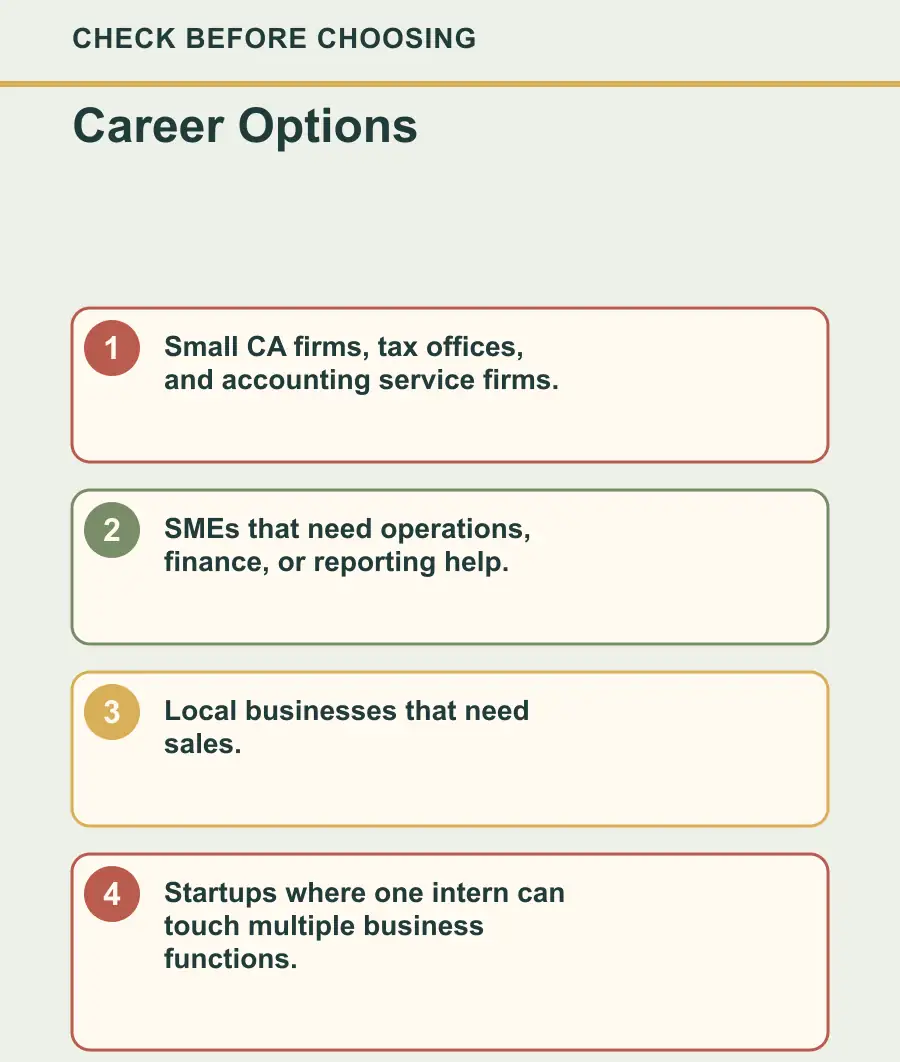 CHECK BEFORE CHOOSING
Career Options
1
Small CA firms, tax offices,
and accounting service firms.
2
SMEs that need operations,
finance, or reporting help.
3
Local businesses that need
sales.
4
Startups where one intern can
touch multiple business
functions.